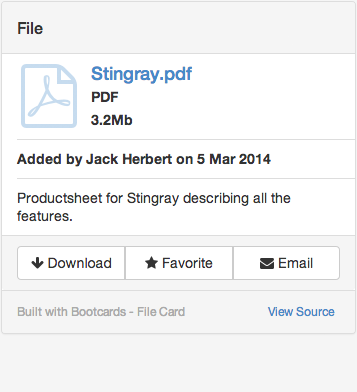 File
Stingray.pdf
PDF
3.2Mb
Added by Jack Herbert on 5 Mar 2014
Productsheet for Stingray describing all the
features.
Download Favorite Email
Built with Bootcards - File Card View Source